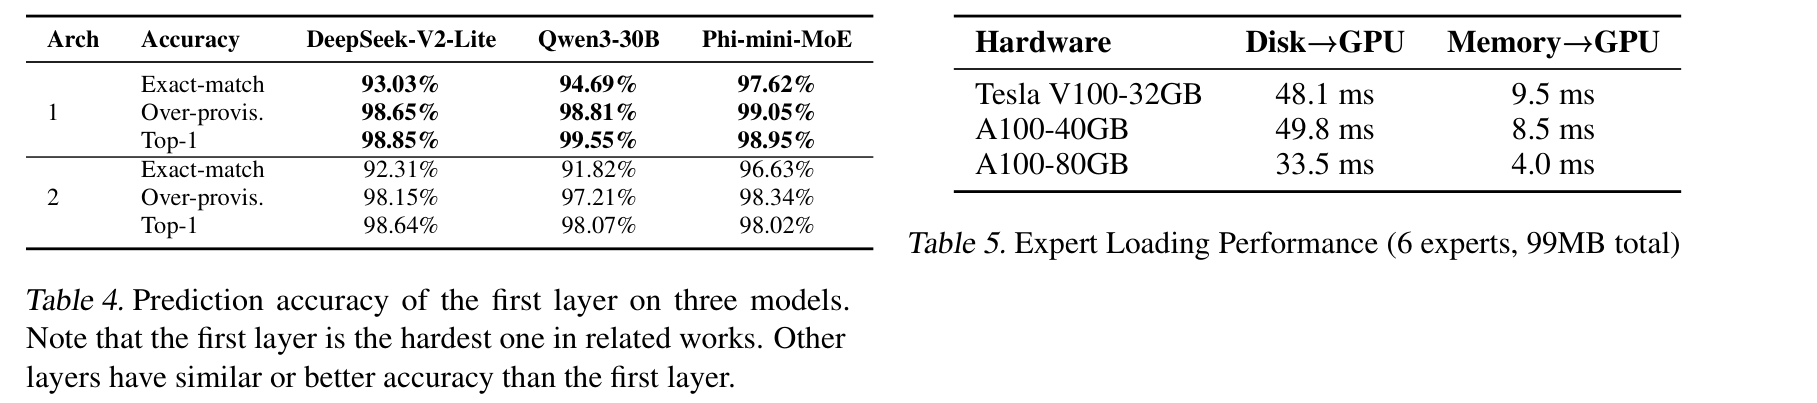 Arch Accuracy DeepSeek-V2-Lite Qwen3-30B Phi-mini-MoE
Exact-match 93.03% 94.69% 97.62%
1 Over-provis. 98.65% 98.81% 99.05%
Top-1 98.85% 99.55% 98.95%
Exact-match 92.31% 91.82% 96.63%
2 Over-provis. 98.15% 97.21% 98.34%
Top-1 98.64% 98.07% 98.02%
Table 4. Prediction accuracy of the first layer on three models.
Note that the first layer is the hardest one in related works. Other
layers have similar or better accuracy than the first layer.
Hardware Disk→GPU Memory→GPU
Tesla V100-32GB 48.1 ms 9.5 ms
A100-40GB 49.8 ms 8.5 ms
A100-80GB 33.5 ms 4.0 ms
Table 5. Expert Loading Performance (6 experts, 99MB total)